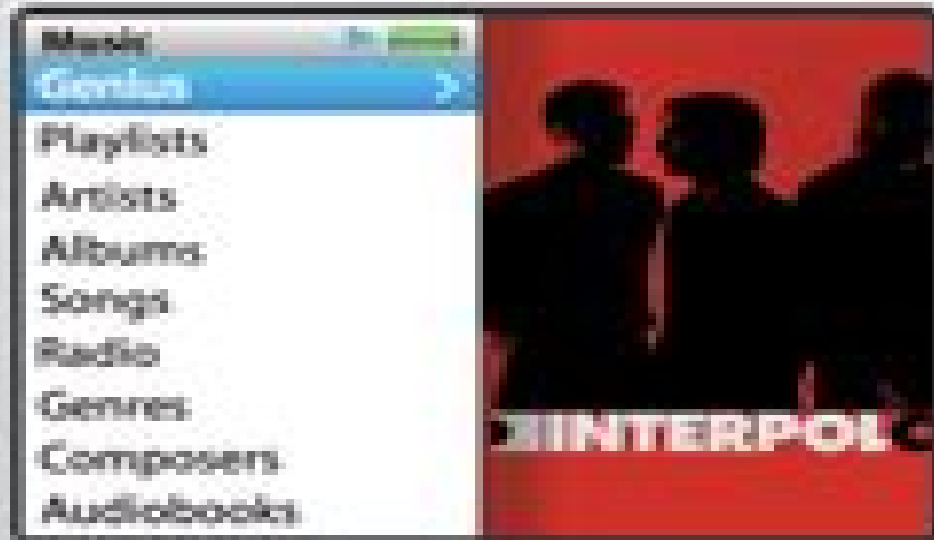 Music
Genius
Playlists
Artists
Albums
Songs
Radio
Genres
Composers
Audiobooks
INTERPOL